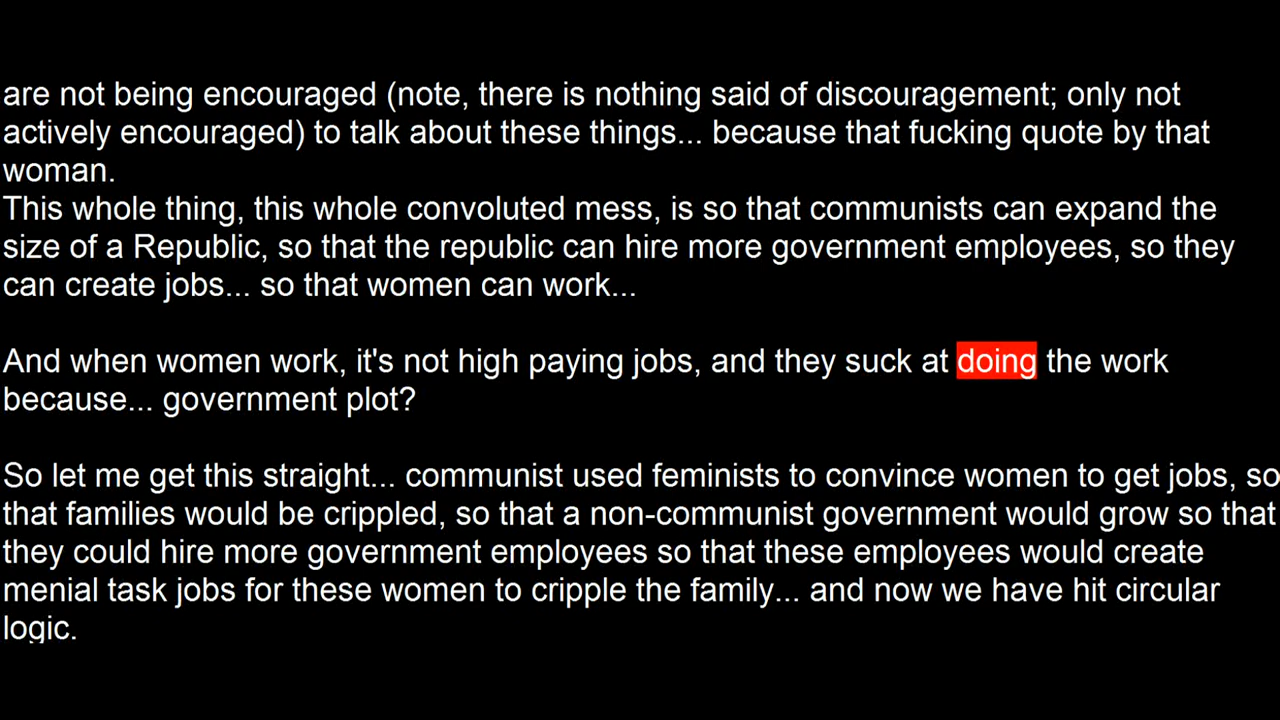 are not being encouraged (note, there is nothing said of discouragement; only not
actively encouraged) to talk about these things... because that fucking quote by that
woman.
This whole thing, this whole convoluted mess, is so that communists can expand the
size of a Republic, so that the republic can hire more government employees, so they
can create jobs... so that women can work...
And when women work, it's not high paying jobs, and they suck at doing the work
because... government plot?
So let me get this straight... communist used feminists to convince women to get jobs, so
that families would be crippled, so that a non-communist government would grow so that
they could hire more government employees so that these employees would create
menial task jobs for these women to cripple the family... and now we have hit circular
logic.